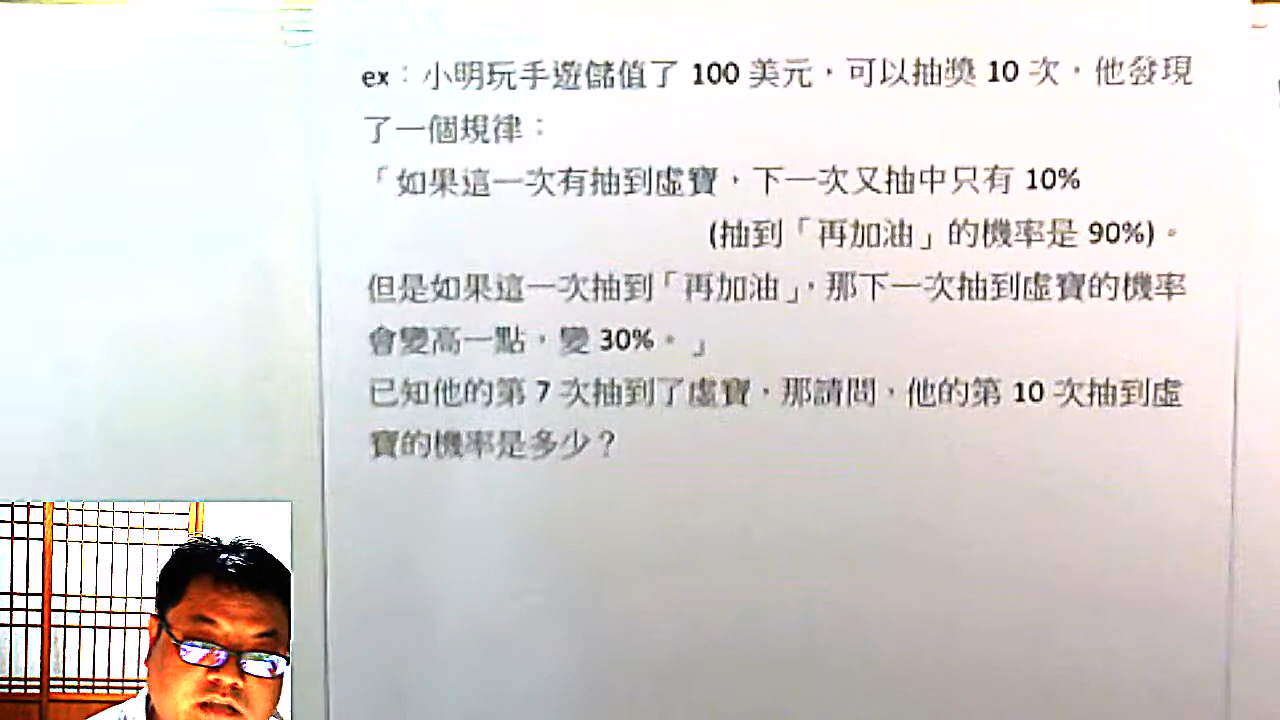 ex：小明玩手遊儲值了 100 美元，可以抽獎 10 次，他發現
了一個規律：
「如果這一次有抽到虛寶，下一次又抽中只有 10%
(抽到「再加油」的機率是 90%)。
但是如果這一次抽到「再加油」，那下一次抽到虛寶的機率
會變高一點，變 30%。」
已知他的第 7 次抽到了虛寶，那請問，他的第 10 次抽到虛
寶的機率是多少？